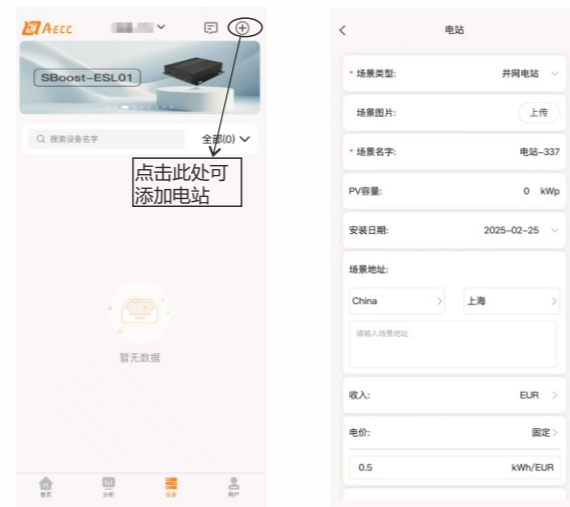 AECC
SBoost-ESL01
搜索设备名字
全部(0)
点击此处可
添加电站
暂无数据
首页
分析
设备
用户
电站
* 场景类型:
并网电站
场景图片:
上传
* 场景名字:
电站-337
PV容量:
0 kWp
安装日期:
2025-02-25
场景地址:
China
上海
请输入场景地址
收入:
EUR
电价:
固定
0.5
kWh/EUR